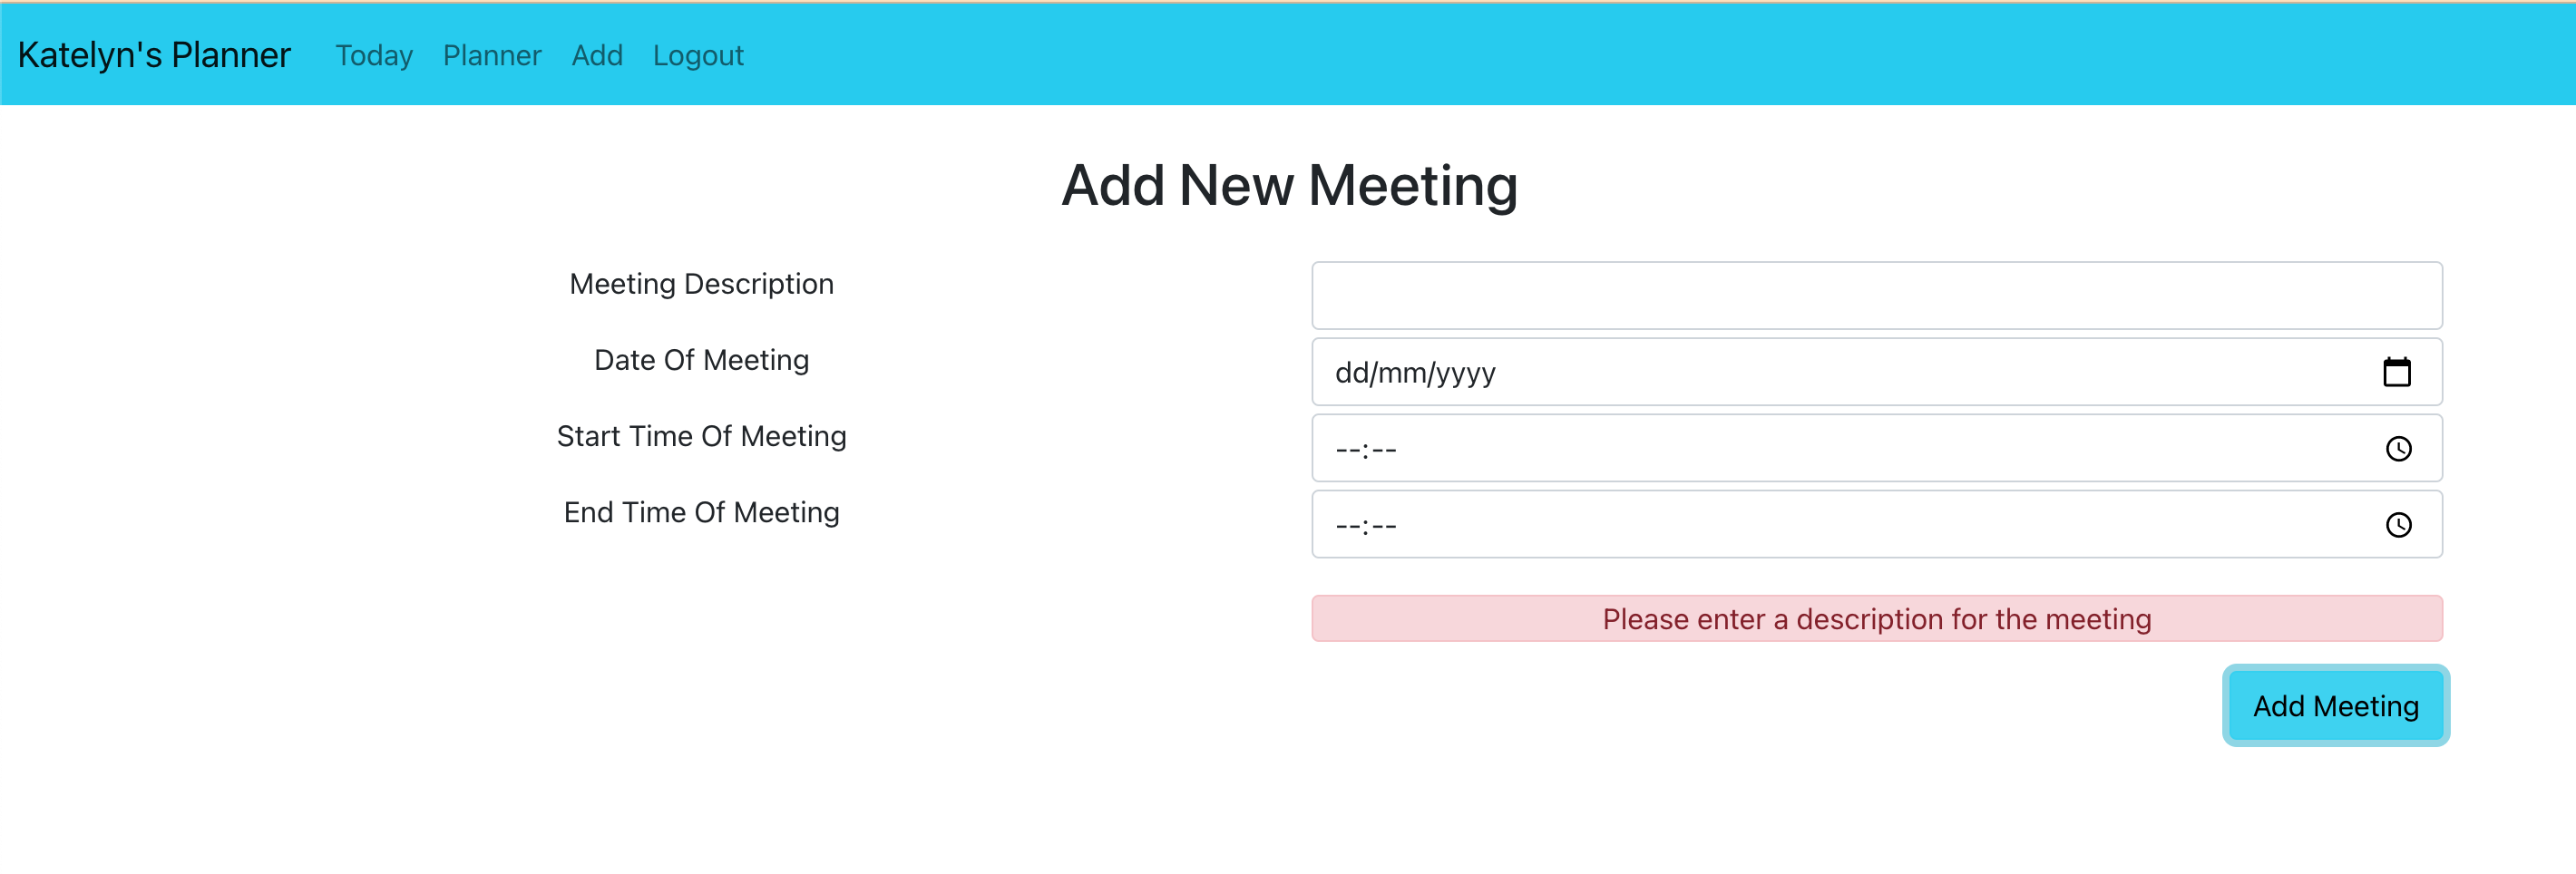 Katelyn's Planner Today Planner Add Logout
Add New Meeting
Meeting Description
Date Of Meeting dd/mm/yyyy
Start Time Of Meeting --:--
End Time Of Meeting --:--
Please enter a description for the meeting
Add Meeting